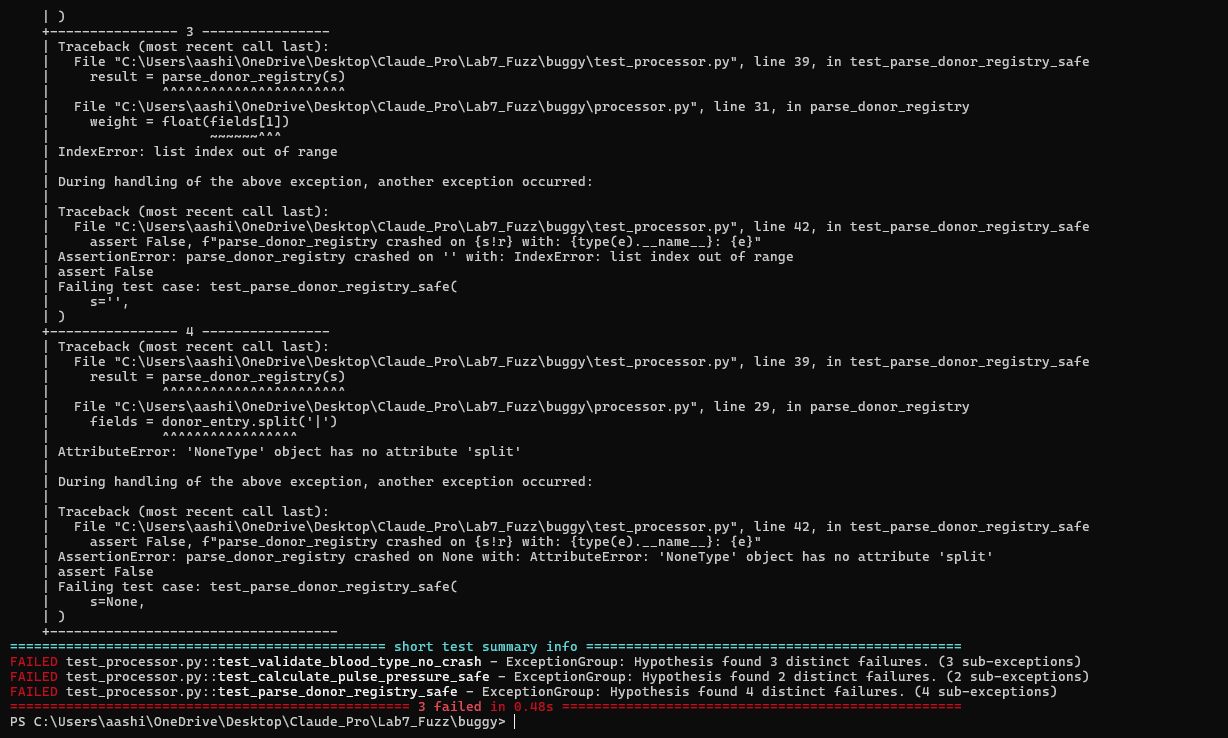 | )
    +---------------- 3 ----------------
    | Traceback (most recent call last):
    |   File "C:\Users\aashi\OneDrive\Desktop\Claude_Pro\Lab7_Fuzz\buggy\test_processor.py", line 39, in test_parse_donor_registry_safe
    |     result = parse_donor_registry(s)
    |              ^^^^^^^^^^^^^^^^^^^^^^^
    |   File "C:\Users\aashi\OneDrive\Desktop\Claude_Pro\Lab7_Fuzz\buggy\processor.py", line 31, in parse_donor_registry
    |     weight = float(fields[1])
    |                    ~~~~~~^^^
    | IndexError: list index out of range
    |
    | During handling of the above exception, another exception occurred:
    |
    | Traceback (most recent call last):
    |   File "C:\Users\aashi\OneDrive\Desktop\Claude_Pro\Lab7_Fuzz\buggy\test_processor.py", line 42, in test_parse_donor_registry_safe
    |     assert False, f"parse_donor_registry crashed on {s!r} with: {type(e).__name__}: {e}"
    | AssertionError: parse_donor_registry crashed on '' with: IndexError: list index out of range
    | assert False
    | Failing test case: test_parse_donor_registry_safe(
    |     s='',
    | )
    +---------------- 4 ----------------
    | Traceback (most recent call last):
    |   File "C:\Users\aashi\OneDrive\Desktop\Claude_Pro\Lab7_Fuzz\buggy\test_processor.py", line 39, in test_parse_donor_registry_safe
    |     result = parse_donor_registry(s)
    |              ^^^^^^^^^^^^^^^^^^^^^^^
    |   File "C:\Users\aashi\OneDrive\Desktop\Claude_Pro\Lab7_Fuzz\buggy\processor.py", line 29, in parse_donor_registry
    |     fields = donor_entry.split('|')
    |              ^^^^^^^^^^^^^^^^^
    | AttributeError: 'NoneType' object has no attribute 'split'
    |
    | During handling of the above exception, another exception occurred:
    |
    | Traceback (most recent call last):
    |   File "C:\Users\aashi\OneDrive\Desktop\Claude_Pro\Lab7_Fuzz\buggy\test_processor.py", line 42, in test_parse_donor_registry_safe
    |     assert False, f"parse_donor_registry crashed on {s!r} with: {type(e).__name__}: {e}"
    | AssertionError: parse_donor_registry crashed on None with: AttributeError: 'NoneType' object has no attribute 'split'
    | assert False
    | Failing test case: test_parse_donor_registry_safe(
    |     s=None,
    | )
    +------------------------------------
=============================================== short test summary info ===============================================
FAILED test_processor.py::test_validate_blood_type_no_crash - ExceptionGroup: Hypothesis found 3 distinct failures. (3 sub-exceptions)
FAILED test_processor.py::test_calculate_pulse_pressure_safe - ExceptionGroup: Hypothesis found 2 distinct failures. (2 sub-exceptions)
FAILED test_processor.py::test_parse_donor_registry_safe - ExceptionGroup: Hypothesis found 4 distinct failures. (4 sub-exceptions)
================================================== 3 failed in 0.48s ==================================================
PS C:\Users\aashi\OneDrive\Desktop\Claude_Pro\Lab7_Fuzz\buggy>